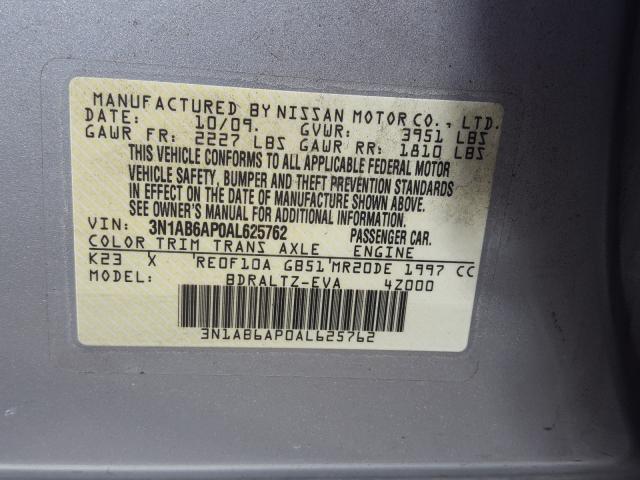 MANUFACTURED BY NISSAN MOTOR CO., LTD.
DATE: 10/09. GVWR: 3951 LBS
GAWR FR: 2227 LBS GAWR RR: 1810 LBS
THIS VEHICLE CONFORMS TO ALL APPLICABLE FEDERAL MOTOR
VEHICLE SAFETY, BUMPER AND THEFT PREVENTION STANDARDS
IN EFFECT ON THE DATE OF MANUFACTURE SHOWN ABOVE.
SEE OWNER'S MANUAL FOR ADDITIONAL INFORMATION
VIN: 3N1AB6AP0AL625762 PASSENGER CAR.
COLOR TRIM TRANS AXLE ENGINE
K23 X RE0F10A GB51 MR20DE 1997 CC
MODEL: BDRALTZ-EVA 4Z000
3N1AB6AP0AL625762